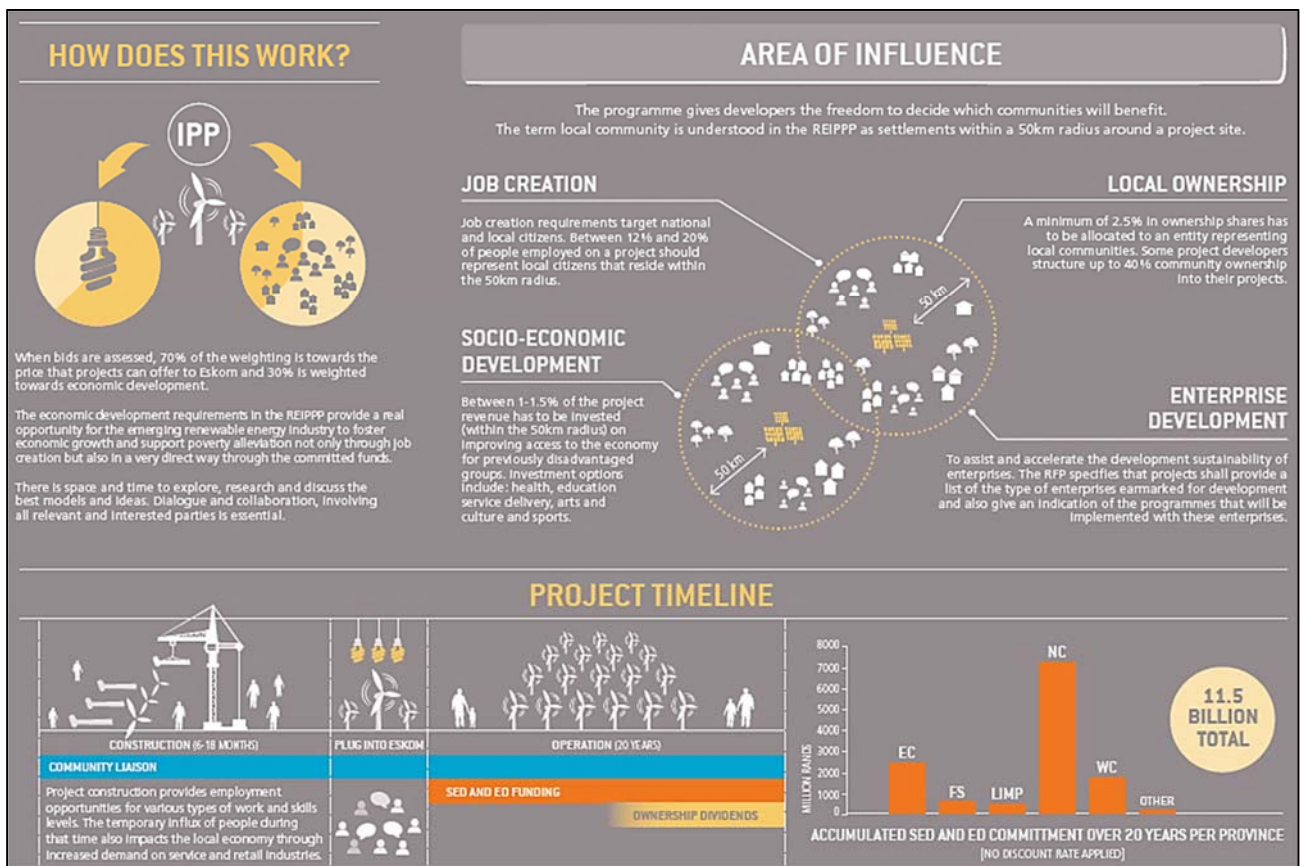 HOW DOES THIS WORK?
IPP
When bids are assessed, 70% of the weighting is towards the
price that projects can offer to Eskom and 30% is weighted
towards economic development.
The economic development requirements in the REIPPP provide a real
opportunity for the emerging renewable energy industry to foster
economic growth and support poverty alleviation not only through job
creation but also in a very direct way through the committed funds.
There is space and time to explore, research and discuss the
best models and ideas. Dialogue and collaboration, involving
all relevant and interested parties is essential.
AREA OF INFLUENCE
The programme gives developers the freedom to decide which communities will benefit.
The term local community is understood in the REIPPP as settlements within a 50km radius around a project site.
JOB CREATION
Job creation requirements target national
and local citizens. Between 12% and 20%
of people employed on a project should
represent local citizens that reside within
the 50km radius.
LOCAL OWNERSHIP
A minimum of 2.5% in ownership shares has
to be allocated to an entity representing
local communities. Some project developers
structure up to 40% community ownership
into their projects.
50 km
SOCIO-ECONOMIC
DEVELOPMENT
Between 1-1.5% of the project
revenue has to be invested
(within the 50km radius) on
improving access to the economy
for previously disadvantaged
groups. Investment options
include: health, education
service delivery, arts and
culture and sports.
50 km
ENTERPRISE
DEVELOPMENT
To assist and accelerate the development sustainability of
enterprises. The RFP specifies that projects shall provide a
list of the type of enterprises earmarked for development
and also give an indication of the programmes that will be
implemented with these enterprises.
PROJECT TIMELINE
CONSTRUCTION (6-18 MONTHS)
PLUG INTO ESKOM
OPERATION (20 YEARS)
COMMUNITY LIAISON
Project construction provides employment
opportunities for various types of work and skills
levels. The temporary influx of people during
that time also impacts the local economy through
increased demand on service and retail industries.
SED AND ED FUNDING
OWNERSHIP DIVIDENDS
MILLION RANDS
8000
7000
6000
5000
4000
3000
2000
1000
0
EC
FS
LIMP
NC
WC
OTHER
11.5
BILLION
TOTAL
ACCUMULATED SED AND ED COMMITTMENT OVER 20 YEARS PER PROVINCE
[NO DISCOUNT RATE APPLIED]